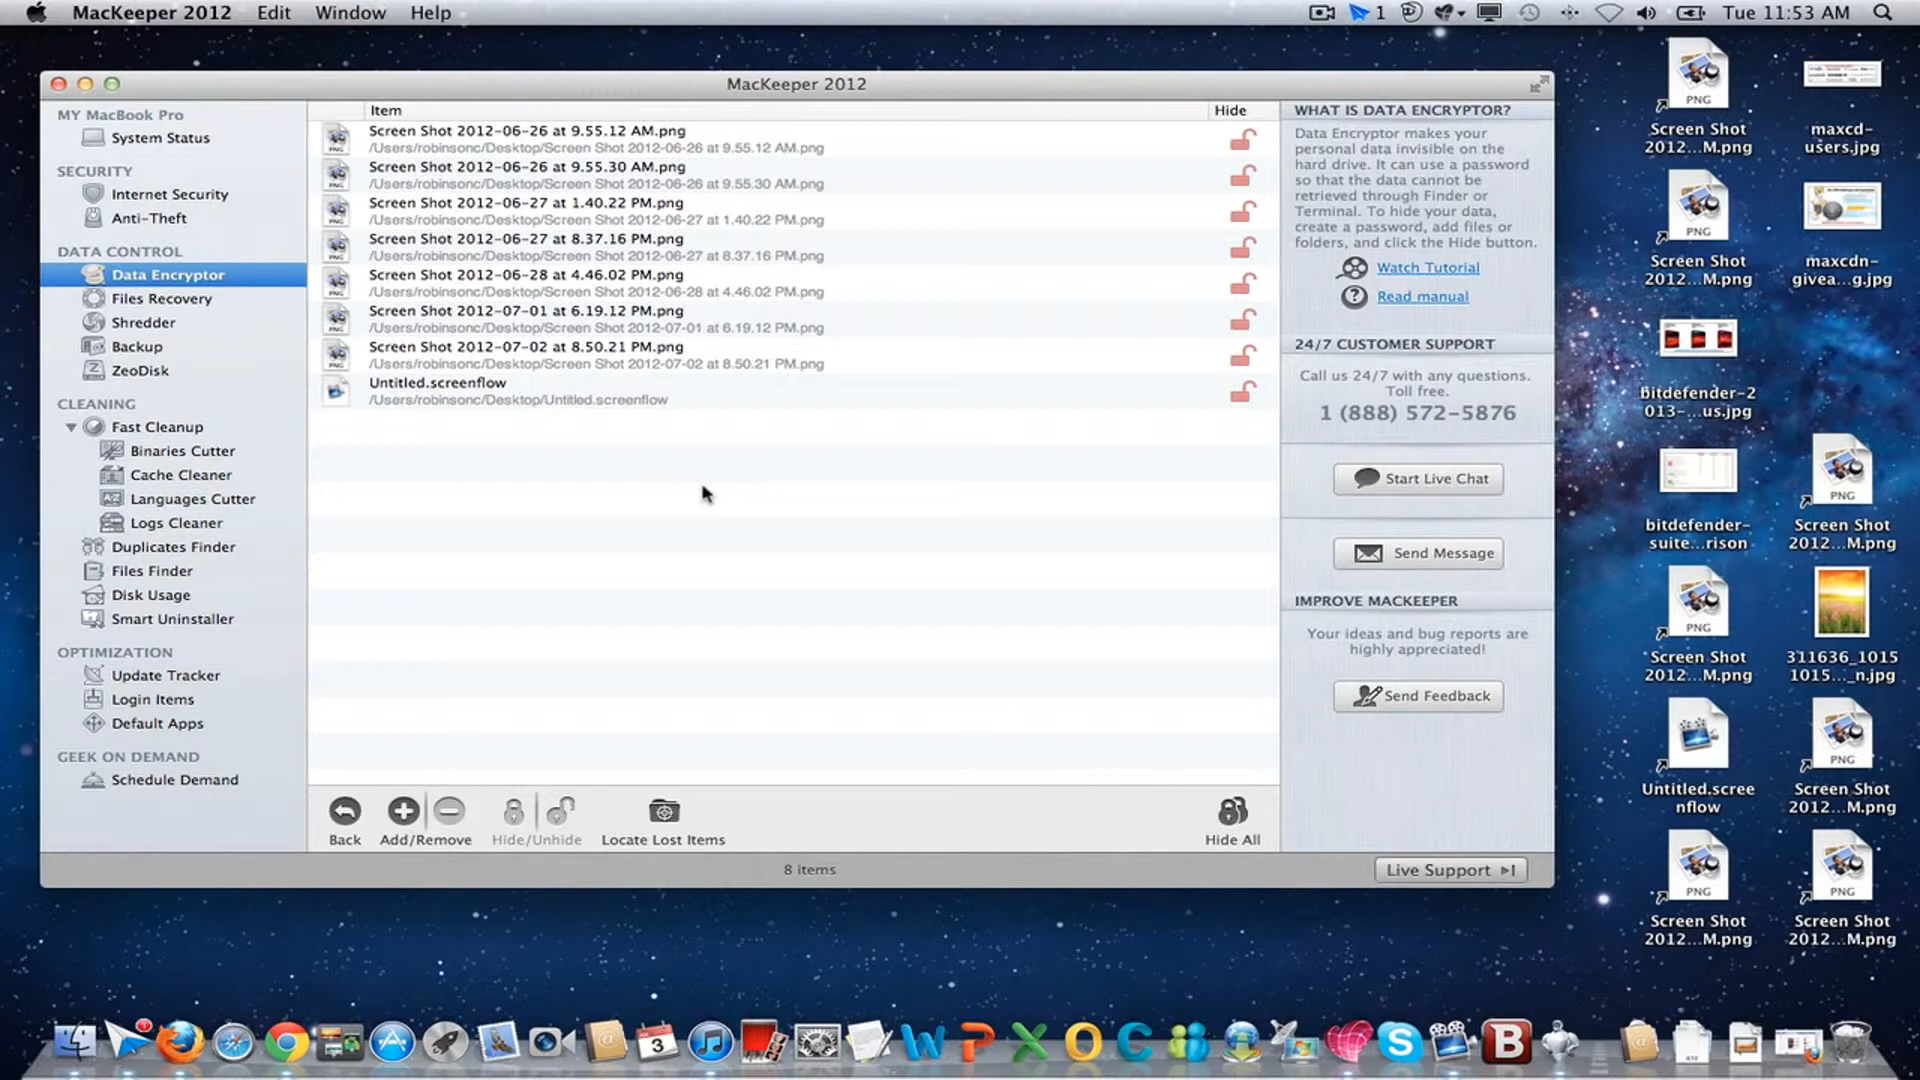 MacKeeper 2012 Edit Window Help
1 Tue 11:53 AM
MacKeeper 2012
MY MACBOOK PRO
System Status
SECURITY
Internet Security
Anti-Theft
DATA CONTROL
Data Encryptor
Files Recovery
Shredder
Backup
ZeoDisk
CLEANING
Fast Cleanup
Binaries Cutter
Cache Cleaner
Languages Cutter
Logs Cleaner
Duplicates Finder
Files Finder
Disk Usage
Smart Uninstaller
OPTIMIZATION
Update Tracker
Login Items
Default Apps
GEEK ON DEMAND
Schedule Demand
Item Hide
Screen Shot 2012-06-26 at 9.55.12 AM.png
/Users/robinsonc/Desktop/Screen Shot 2012-06-26 at 9.55.12 AM.png
Screen Shot 2012-06-26 at 9.55.30 AM.png
/Users/robinsonc/Desktop/Screen Shot 2012-06-26 at 9.55.30 AM.png
Screen Shot 2012-06-27 at 1.40.22 PM.png
/Users/robinsonc/Desktop/Screen Shot 2012-06-27 at 1.40.22 PM.png
Screen Shot 2012-06-27 at 8.37.16 PM.png
/Users/robinsonc/Desktop/Screen Shot 2012-06-27 at 8.37.16 PM.png
Screen Shot 2012-06-28 at 4.46.02 PM.png
/Users/robinsonc/Desktop/Screen Shot 2012-06-28 at 4.46.02 PM.png
Screen Shot 2012-07-01 at 6.19.12 PM.png
/Users/robinsonc/Desktop/Screen Shot 2012-07-01 at 6.19.12 PM.png
Screen Shot 2012-07-02 at 8.50.21 PM.png
/Users/robinsonc/Desktop/Screen Shot 2012-07-02 at 8.50.21 PM.png
Untitled.screenflow
/Users/robinsonc/Desktop/Untitled.screenflow
Back
Add/Remove
Hide/Unhide
Locate Lost Items
Hide All
8 items
Live Support
WHAT IS DATA ENCRYPTOR?
Data Encryptor makes your
personal data invisible on the
hard drive. It can use a password
so that the data cannot be
retrieved through Finder or
Terminal. To hide your data,
create a password, add files or
folders, and click the Hide button.
Watch Tutorial
Read manual
24/7 CUSTOMER SUPPORT
Call us 24/7 with any questions.
Toll free.
1 (888) 572-5876
Start Live Chat
Send Message
IMPROVE MACKEEPER
Your ideas and bug reports are
highly appreciated!
Send Feedback
PNG
Screen Shot
2012...M.png
maxcd-
users.jpg
PNG
Screen Shot
2012...M.png
maxcdn-
givea...g.jpg
bitdefender-2
013-...us.jpg
bitdefender-
suite...rison
PNG
Screen Shot
2012...M.png
PNG
Screen Shot
2012...M.png
311636_1015
1015..._n.jpg
Untitled.scree
nflow
PNG
Screen Shot
2012...M.png
PNG
Screen Shot
2012...M.png
PNG
Screen Shot
2012...M.png
3
B